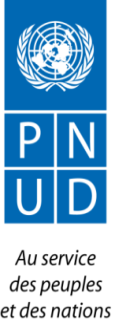 P N
U D
Au service
des peuples
et des nations